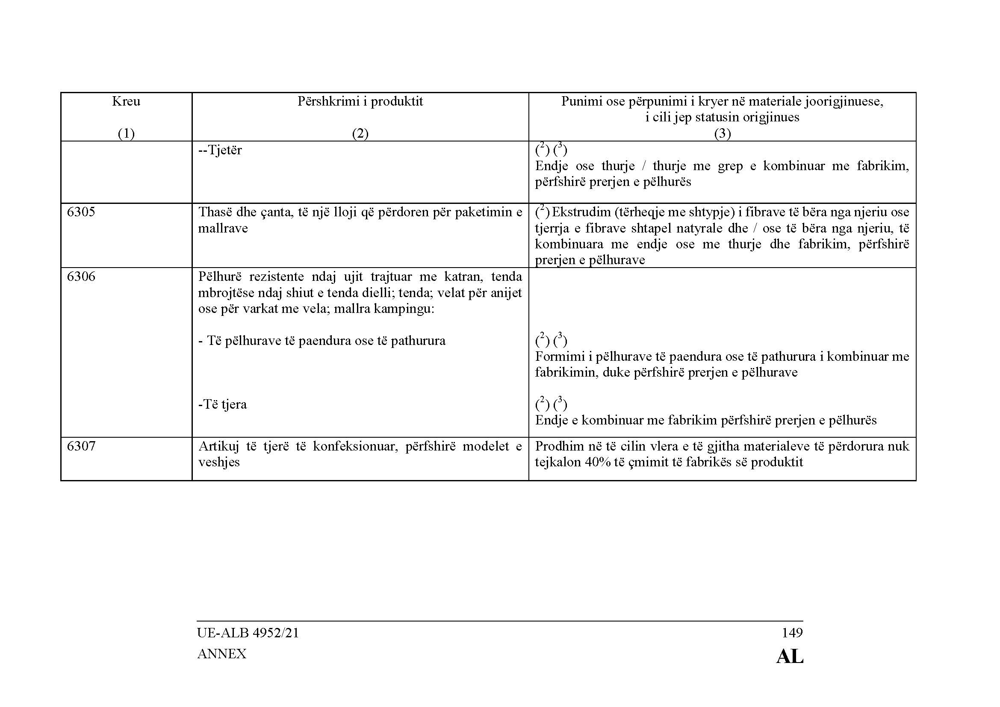 Kreu
(1)
Përshkrimi i produktit
(2)
Punimi ose përpunimi i kryer në materiale joorigjinuese,
i cili jep statusin origjinues
(3)
--Tjetër
(²) (³)
Endje ose thurje / thurje me grep e kombinuar me fabrikim,
përfshirë prerjen e pëlhurës
6305
Thasë dhe çanta, të një lloji që përdoren për paketimin e
mallrave
(²) Ekstrudim (tërheqje me shtypje) i fibrave të bëra nga njeriu ose
tjerrja e fibrave shtapel natyrale dhe / ose të bëra nga njeriu, të
kombinuara me endje ose me thurje dhe fabrikim, përfshirë
prerjen e pëlhurave
6306
Pëlhurë rezistente ndaj ujit trajtuar me katran, tenda
mbrojtëse ndaj shiut e tenda dielli; tenda; velat për anijet
ose për varkat me vela; mallra kampingu:
- Të pëlhurave të paendura ose të pathurura
(²) (³)
Formimi i pëlhurave të paendura ose të pathurura i kombinuar me
fabrikimin, duke përfshirë prerjen e pëlhurave
-Të tjera
(²) (³)
Endje e kombinuar me fabrikim përfshirë prerjen e pëlhurës
6307
Artikuj të tjerë të konfeksionuar, përfshirë modelet e
veshjes
Prodhim në të cilin vlera e të gjitha materialeve të përdorura nuk
tejkalon 40% të çmimit të fabrikës së produktit
UE-ALB 4952/21
149
ANNEX
AL